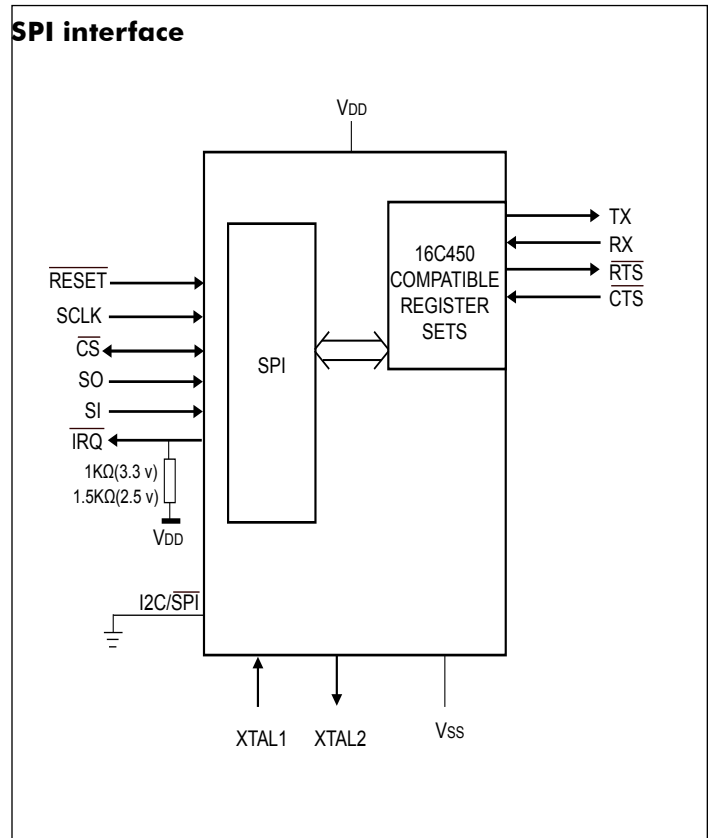 SPI interface
VDD
RESET
SCLK
CS
SO
SI
IRQ
1KΩ(3.3 v)
1.5KΩ(2.5 v)
VDD
I2C/SPI
SPI
16C450
COMPATIBLE
REGISTER
SETS
TX
RX
RTS
CTS
XTAL1
XTAL2
VSS